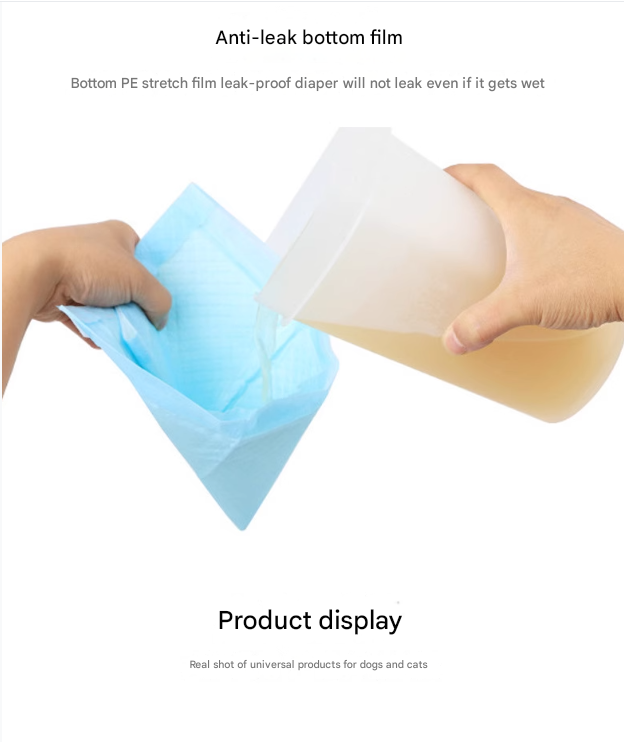 Anti-leak bottom film
Bottom PE stretch film leak-proof diaper will not leak even if it gets wet
Product display
Real shot of universal products for dogs and cats